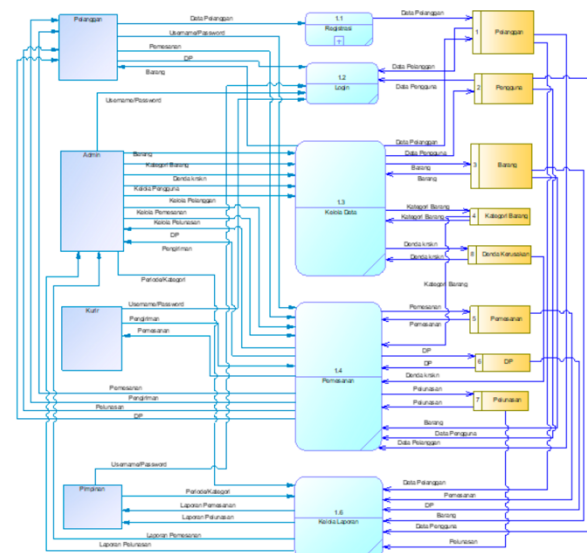 Pelanggan
Data Pelanggan
1.1
Registrasi
Data Pelanggan
1
Pelanggan
Username/Password
Pemesanan
DP
Barang
1.2
Login
Data Pelanggan
Data Pengguna
2
Pengguna
Username/Password
Admin
Barang
Kategori Barang
Denda krskn
Kelola Pengguna
Kelola Pelanggan
Kelola Pemesanan
Kelola Pelunasan
DP
Pengiriman
1.3
Kelola Data
Data Pelanggan
Data Pengguna
Barang
Barang
3
Barang
Kategori Barang
Kategori Barang
4
Kategori Barang
Denda krskn
Denda krskn
8
Denda Kerusakan
Periode/Kategori
Kategori Barang
Kurir
Username/Password
Pengiriman
Pemesanan
1.4
Pemesanan
Pemesanan
Pemesanan
5
Pemesanan
DP
DP
6
DP
Denda krskn
Pelunasan
Pelunasan
7
Pelunasan
Pemesanan
Pengiriman
Pelunasan
DP
Barang
Data Pengguna
Data Pelanggan
Pimpinan
Username/Password
Periode/Kategori
Laporan Pemesanan
Laporan Pelunasan
Laporan Pemesanan
Laporan Pelunasan
Kelola Laporan
Data Pelanggan
Pemesanan
DP
Barang
Data Pengguna
Pelunasan